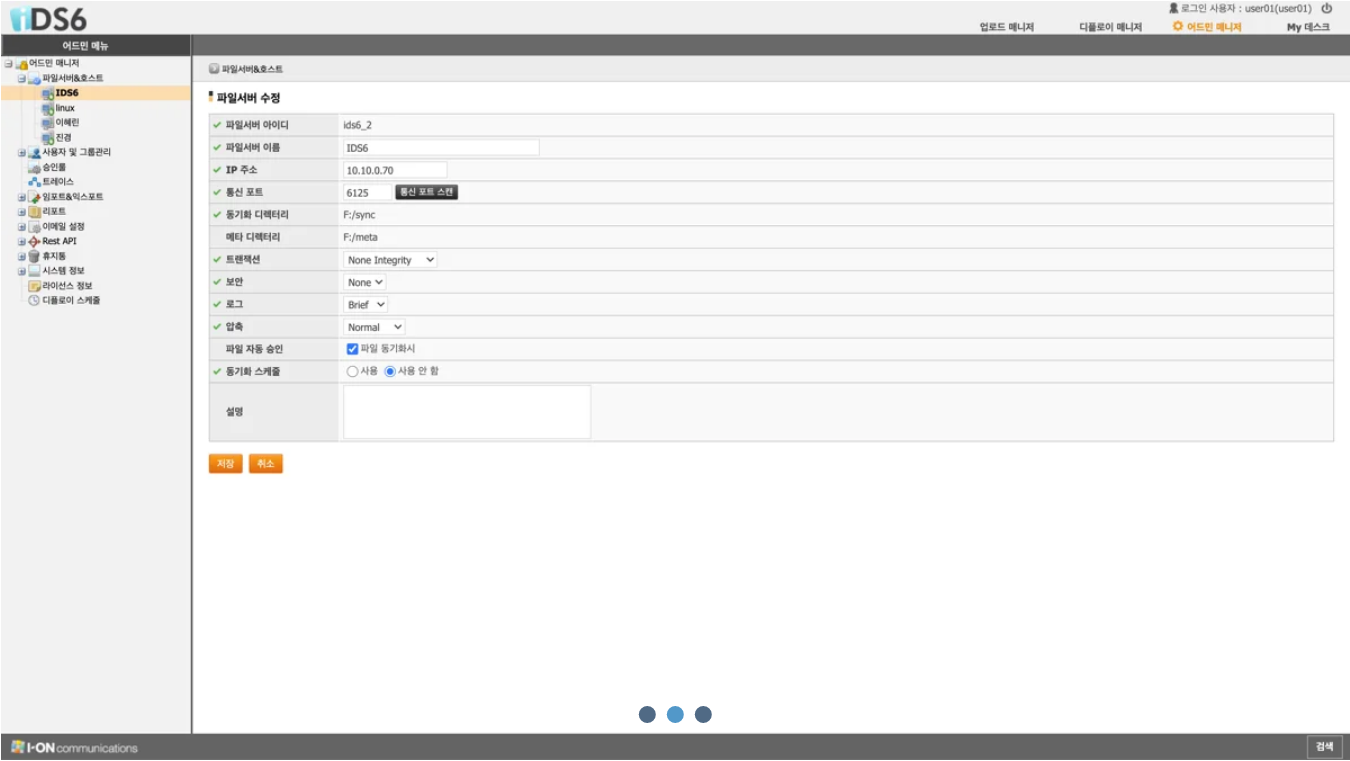 iDS6
로그인 사용자 : user01(user01)
업로드 매니저
디플로이 매니저
어드민 매니저
My 데스크
어드민 메뉴
어드민 매니저
파일서버&호스트
IDS6
linux
이혜린
진경
사용자 및 그룹관리
승인룰
트레이스
임포트&익스포트
리포트
이메일 설정
Rest API
휴지통
시스템 정보
라이선스 정보
디플로이 스케줄
파일서버&호스트
파일서버 수정
파일서버 아이디 ids6_2
파일서버 이름 IDS6
IP 주소 10.10.0.70
통신 포트 6125 통신 포트 스캔
동기화 디렉터리 F:/sync
메타 디렉터리 F:/meta
트랜잭션 None Integrity
보안 None
로그 Brief
압축 Normal
파일 자동 승인 파일 동기화시
동기화 스케줄 사용 사용 안 함
설명
저장 취소
I-ON communications
검색